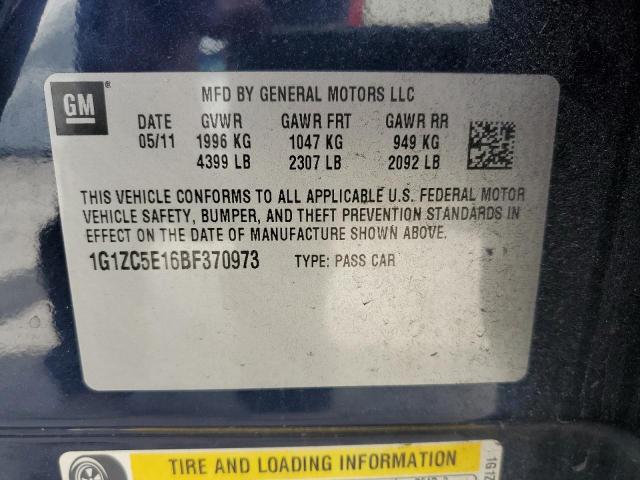 GM
MFD BY GENERAL MOTORS LLC
DATE GVWR GAWR FRT GAWR RR
05/11 1996 KG 1047 KG 949 KG
4399 LB 2307 LB 2092 LB
THIS VEHICLE CONFORMS TO ALL APPLICABLE U.S. FEDERAL MOTOR
VEHICLE SAFETY, BUMPER, AND THEFT PREVENTION STANDARDS IN
EFFECT ON THE DATE OF MANUFACTURE SHOWN ABOVE.
1G1ZC5E16BF370973 TYPE: PASS CAR
TIRE AND LOADING INFORMATION
1G1Z